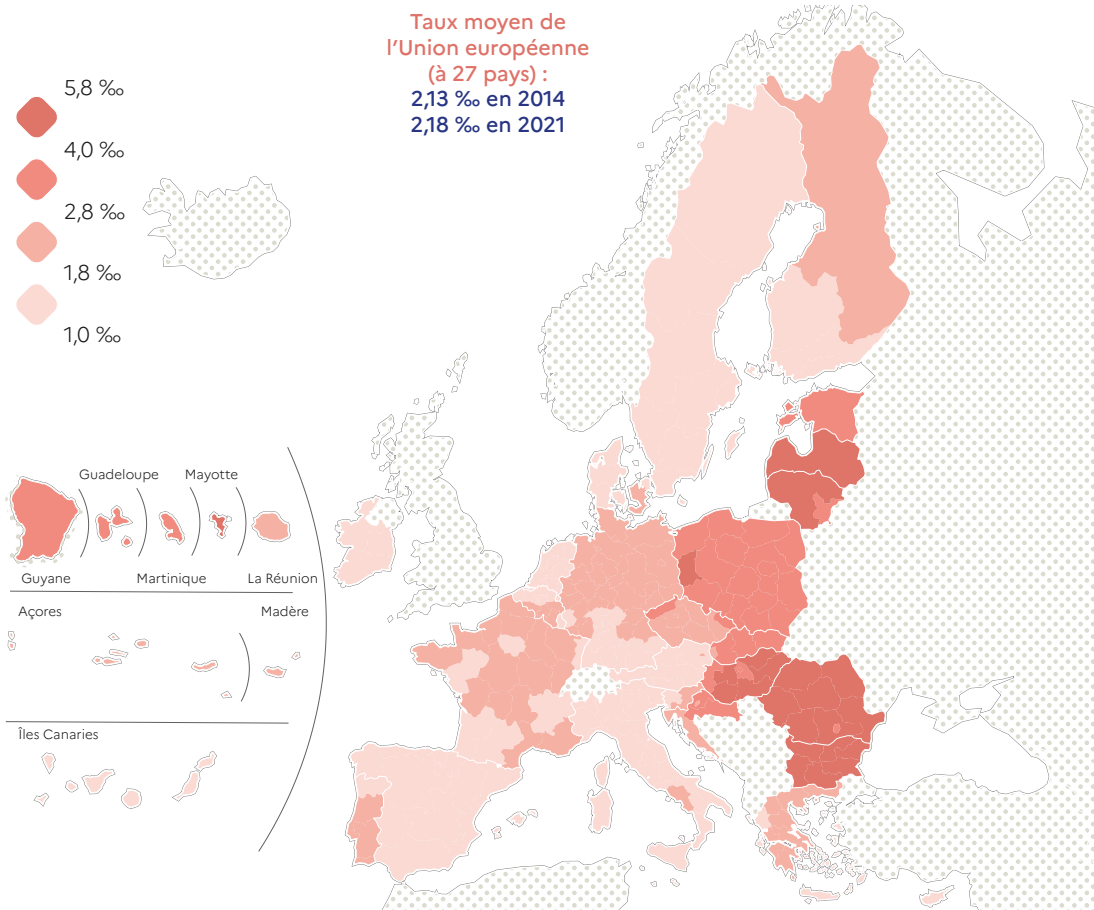 Taux moyen de
l'Union européenne
(à 27 pays) :
2,13 ‰ en 2014
2,18 ‰ en 2021
5,8 ‰
4,0 ‰
2,8 ‰
1,8 ‰
1,0 ‰
Guadeloupe
Mayotte
Guyane
Martinique
La Réunion
Açores
Madère
Îles Canaries